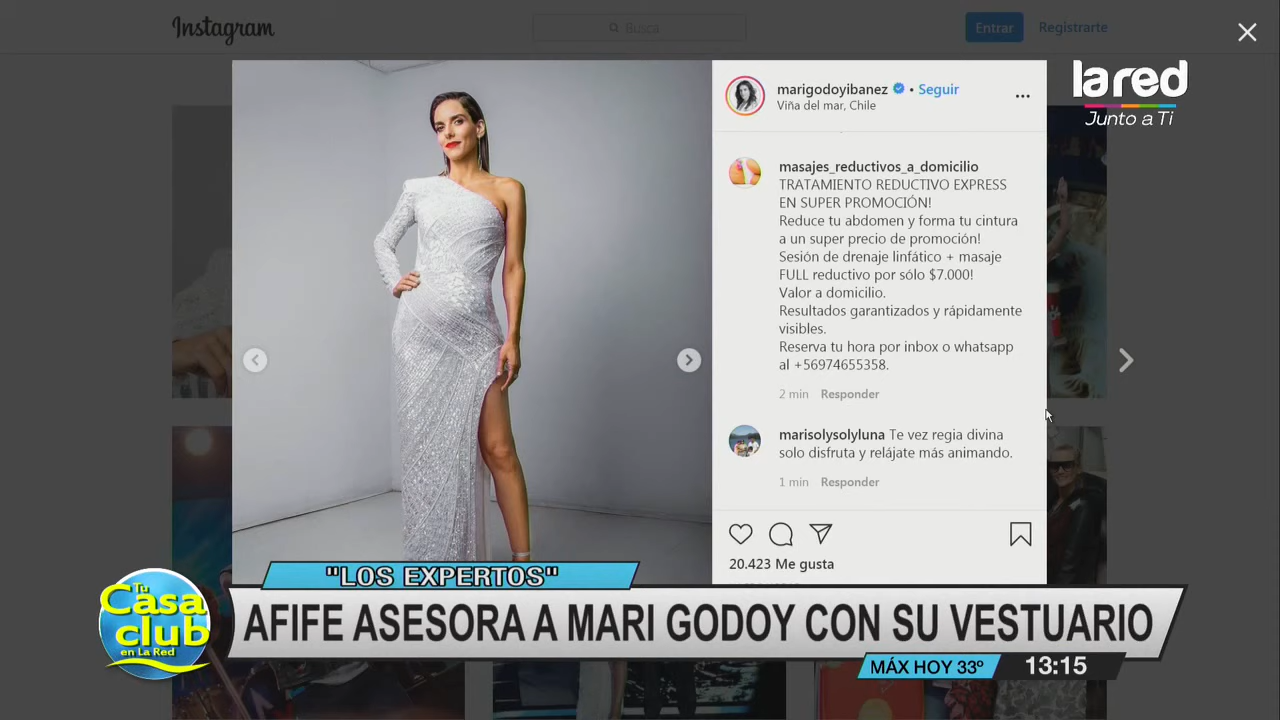 Instagram
Busca
Entrar
Registrarte
marigodoyibanez • Seguir
Viña del mar, Chile
la red
Junto a Ti
masajes_reductivos_a_domicilio
TRATAMIENTO REDUCTIVO EXPRESS
EN SUPER PROMOCIÓN!
Reduce tu abdomen y forma tu cintura
a un super precio de promoción!
Sesión de drenaje linfático + masaje
FULL reductivo por sólo $7.000!
Valor a domicilio.
Resultados garantizados y rápidamente
visibles.
Reserva tu hora por inbox o whatsapp
al +56974655358.
2 min Responder
marisolysolyluna Te vez regia divina
solo disfruta y relájate más animando.
1 min Responder
20.423 Me gusta
"LOS EXPERTOS"
Tu
Casa
club
en La Red
AFIFE ASESORA A MARI GODOY CON SU VESTUARIO
MÁX HOY 33º
13:15